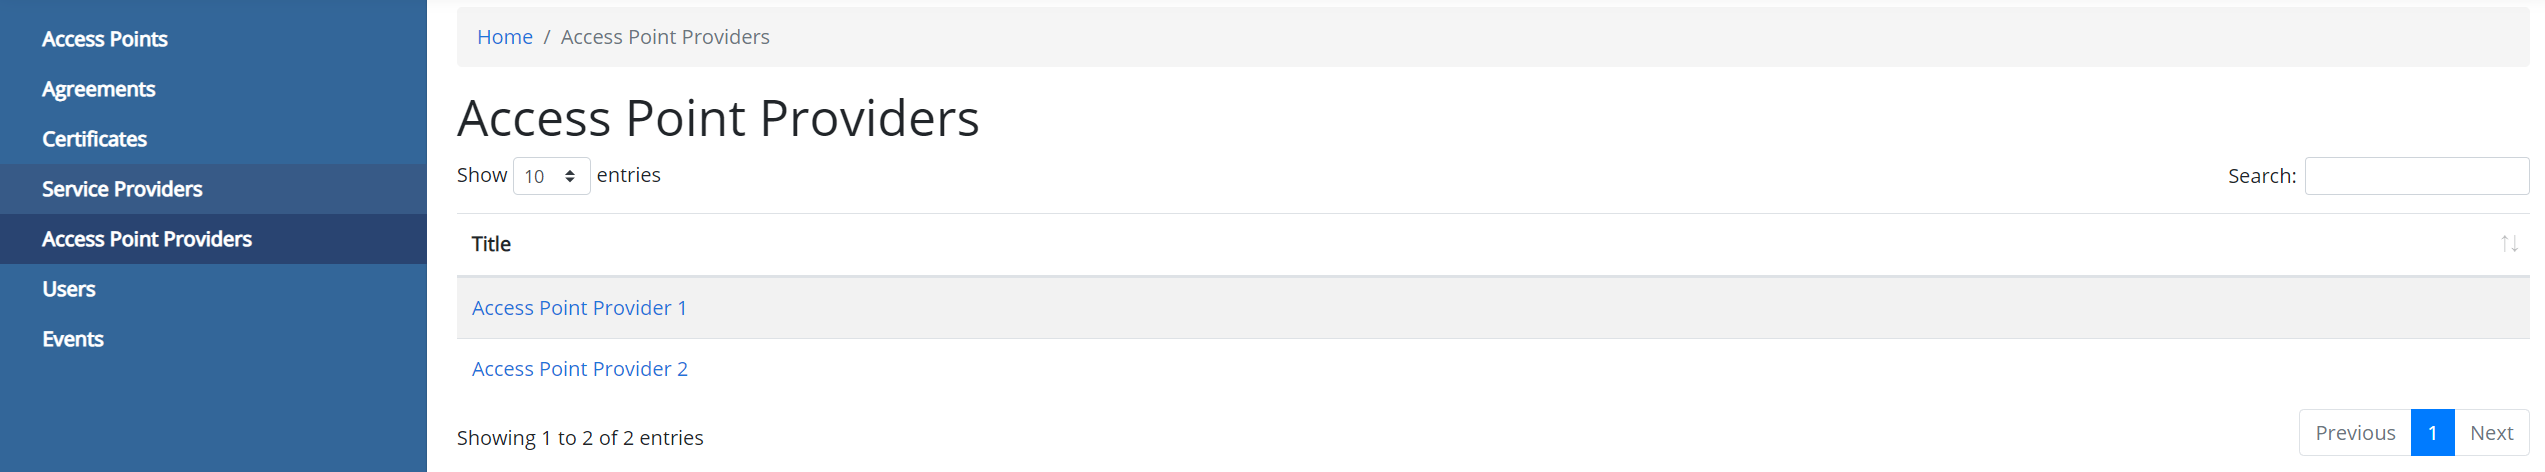 Access Points
Agreements
Certificates
Service Providers
Access Point Providers
Users
Events
Home / Access Point Providers
Access Point Providers
Show 10 entries
Search:
Title
Access Point Provider 1
Access Point Provider 2
Showing 1 to 2 of 2 entries
Previous 1 Next